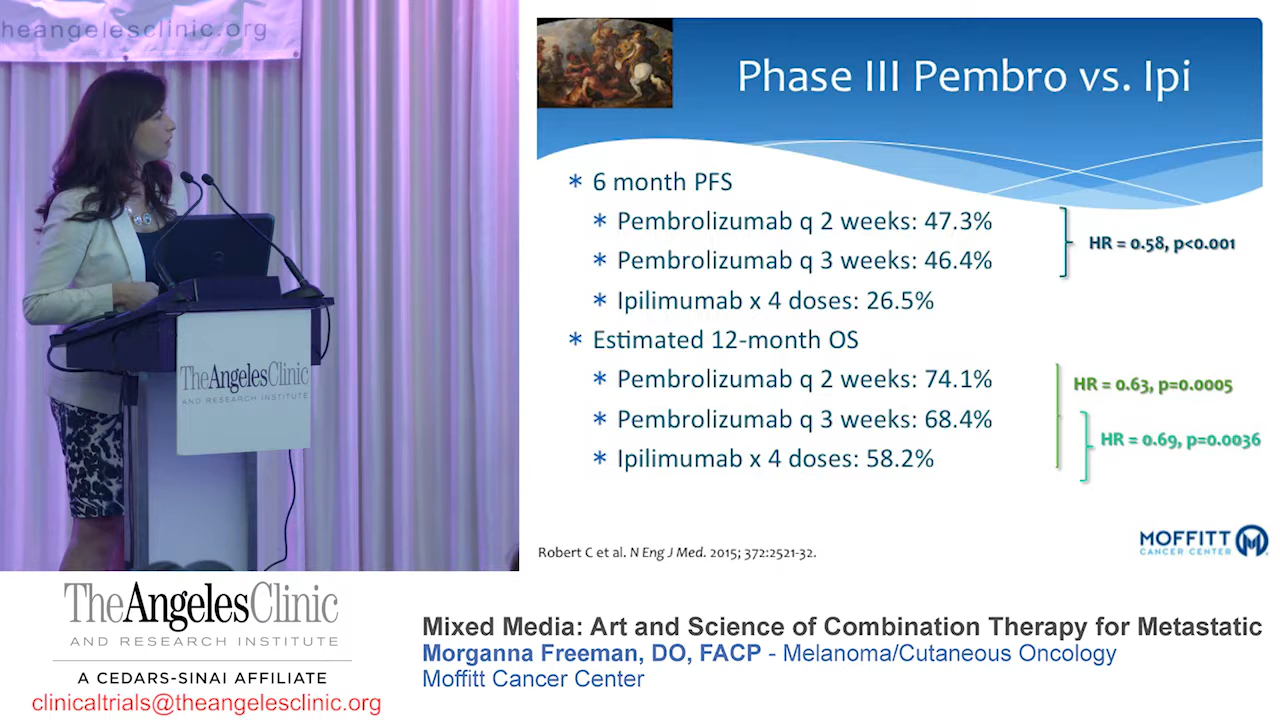 theangelesclinic.org
Phase III Pembro vs. Ipi
* 6 month PFS
* Pembrolizumab q 2 weeks: 47.3%
* Pembrolizumab q 3 weeks: 46.4%
* Ipilimumab x 4 doses: 26.5%
HR = 0.58, p<0.001
* Estimated 12-month OS
* Pembrolizumab q 2 weeks: 74.1%
* Pembrolizumab q 3 weeks: 68.4%
* Ipilimumab x 4 doses: 58.2%
HR = 0.63, p=0.0005
HR = 0.69, p=0.0036
Robert C et al. N Eng J Med. 2015; 372:2521-32.
MOFFITT
CANCER CENTER
TheAngelesClinic
AND RESEARCH INSTITUTE
TheAngelesClinic
AND RESEARCH INSTITUTE
A CEDARS-SINAI AFFILIATE
clinicaltrials@theangelesclinic.org
Mixed Media: Art and Science of Combination Therapy for Metastatic
Morganna Freeman, DO, FACP - Melanoma/Cutaneous Oncology
Moffitt Cancer Center